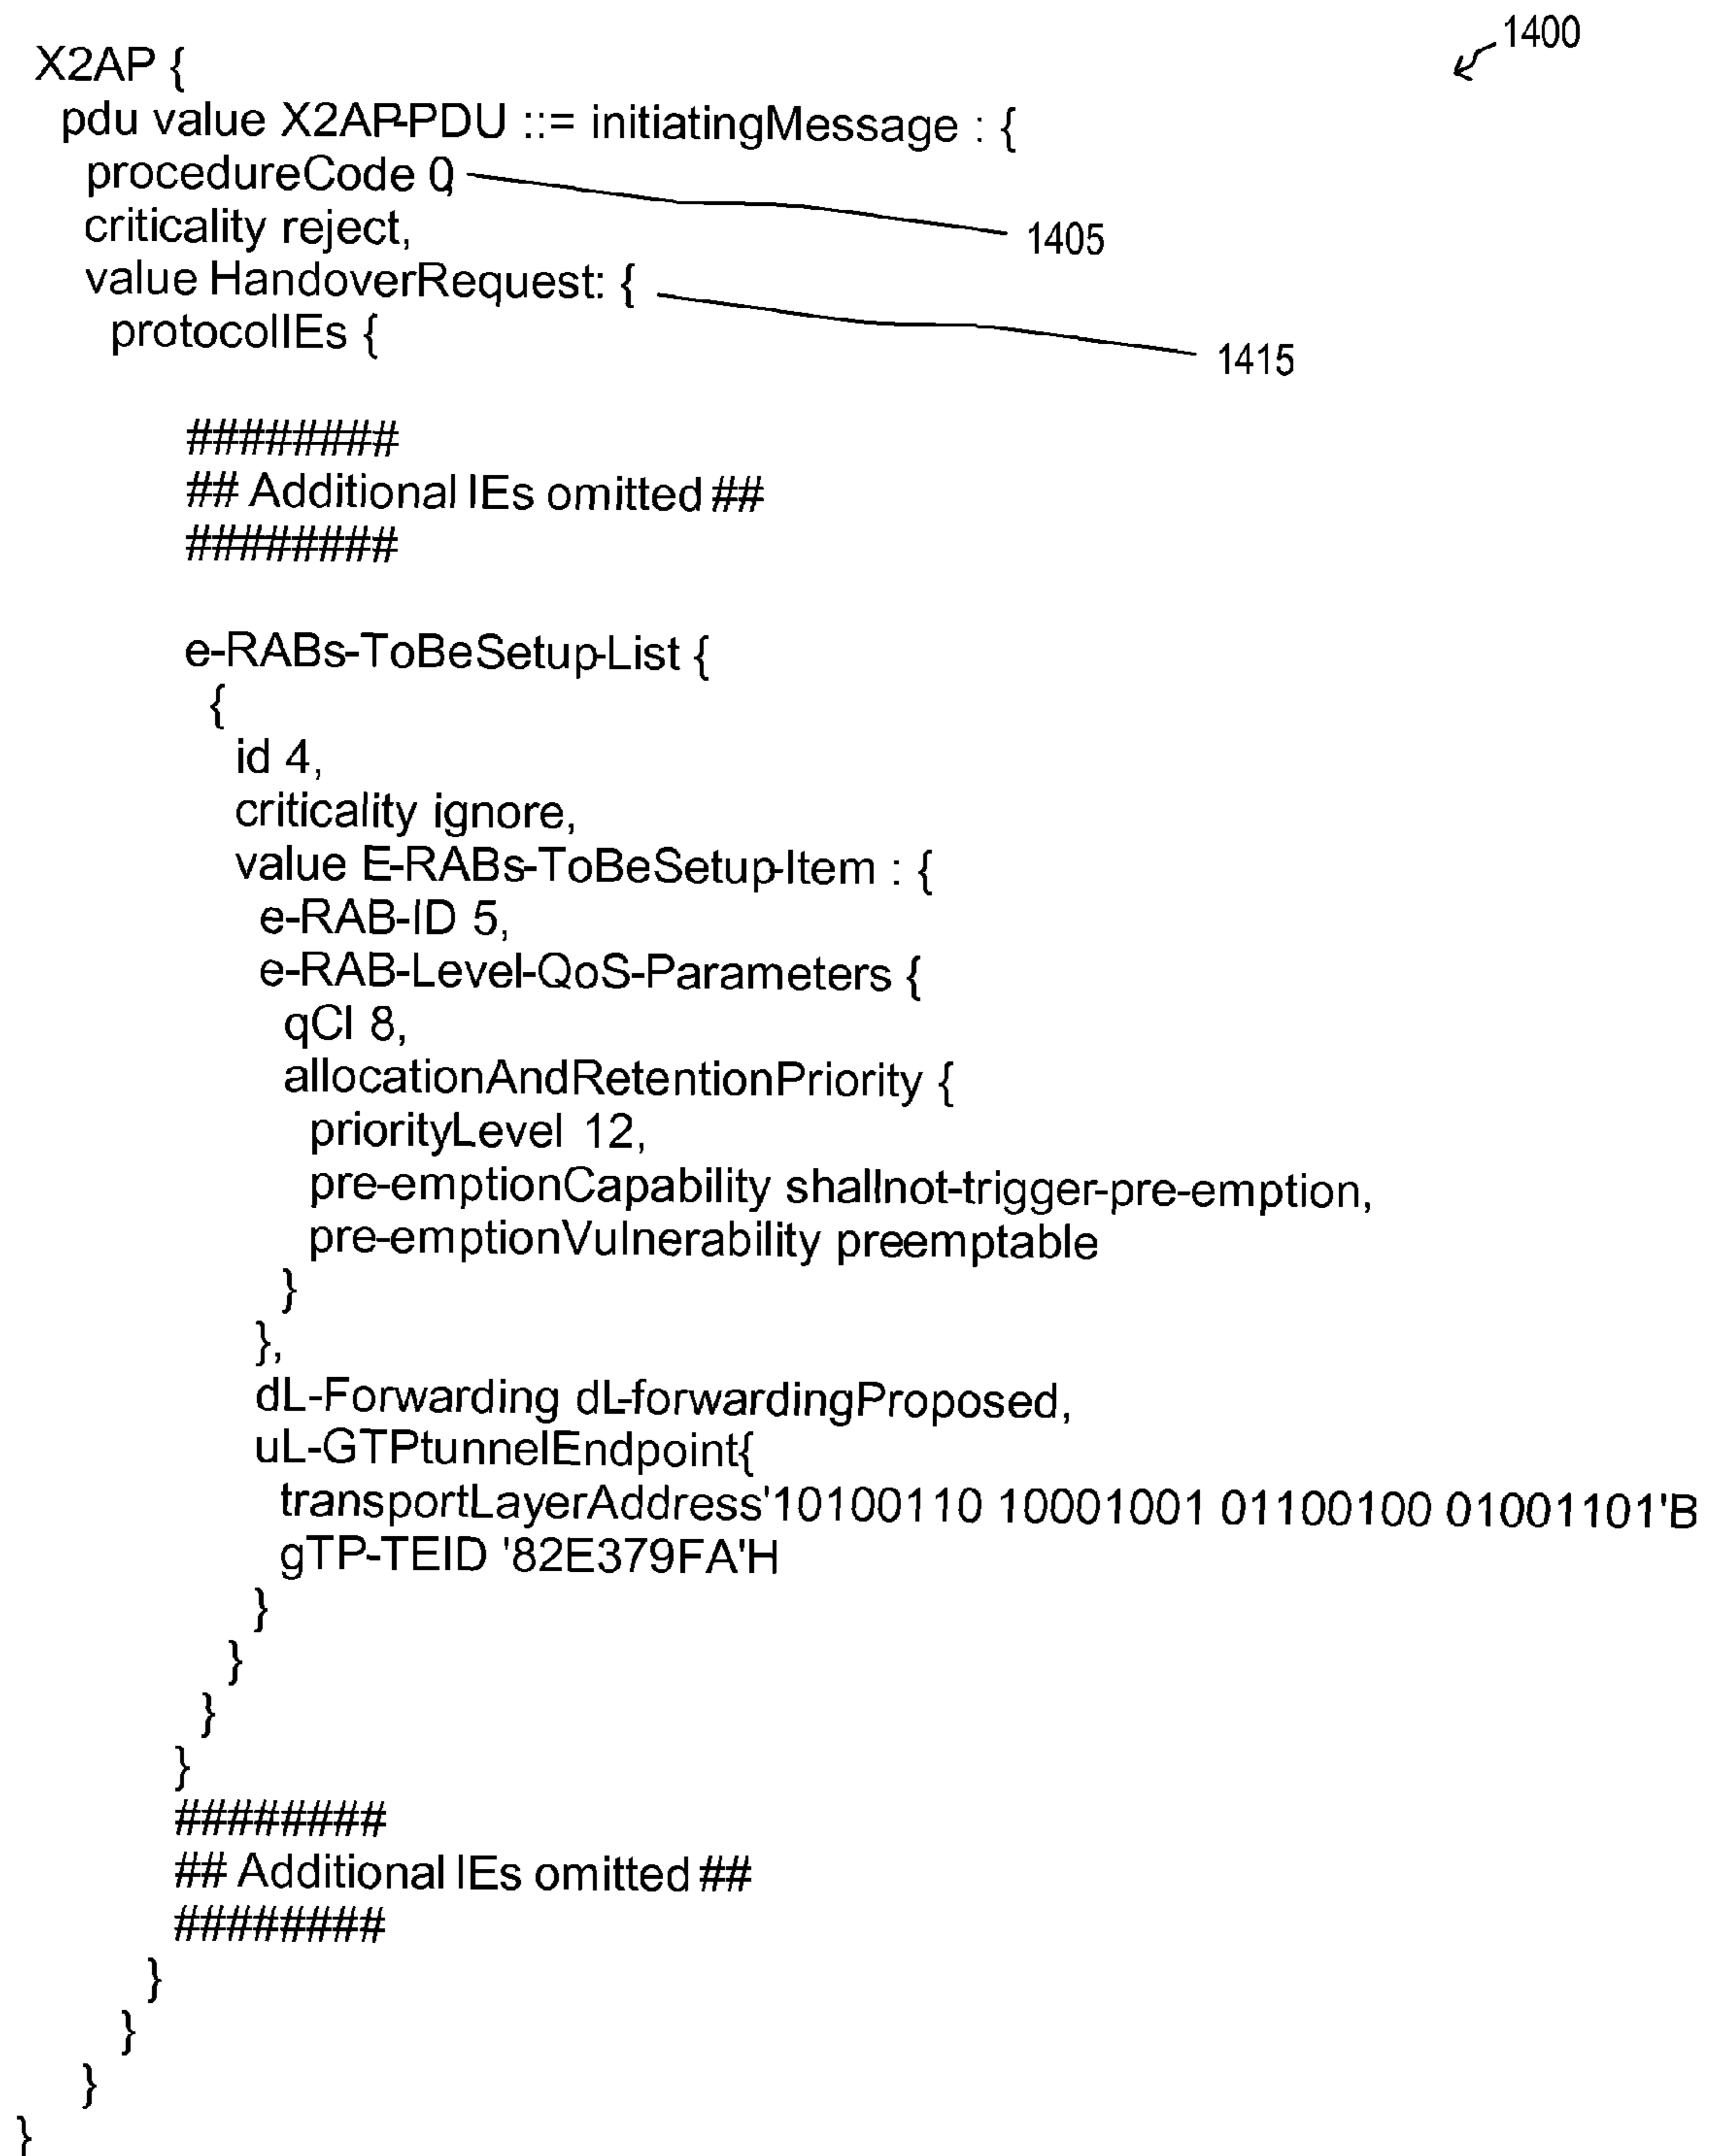 1400
X2AP {
pdu value X2AP-PDU ::= initiatingMessage : {
procedureCode 0
1405
criticality reject,
value HandoverRequest: {
1415
protocolIEs {
########
## Additional IEs omitted ##
########
e-RABs-ToBeSetup-List {
{
id 4,
criticality ignore,
value E-RABs-ToBeSetup-Item : {
e-RAB-ID 5,
e-RAB-Level-QoS-Parameters {
qCI 8,
allocationAndRetentionPriority {
priorityLevel 12,
pre-emptionCapability shallnot-trigger-pre-emption,
pre-emptionVulnerability preemptable
}
},
dL-Forwarding dL-forwardingProposed,
uL-GTPtunnelEndpoint{
transportLayerAddress'10100110 10001001 01100100 01001101'B
gTP-TEID '82E379FA'H
}
}
}
}
########
## Additional IEs omitted ##
########
}
}
}
}